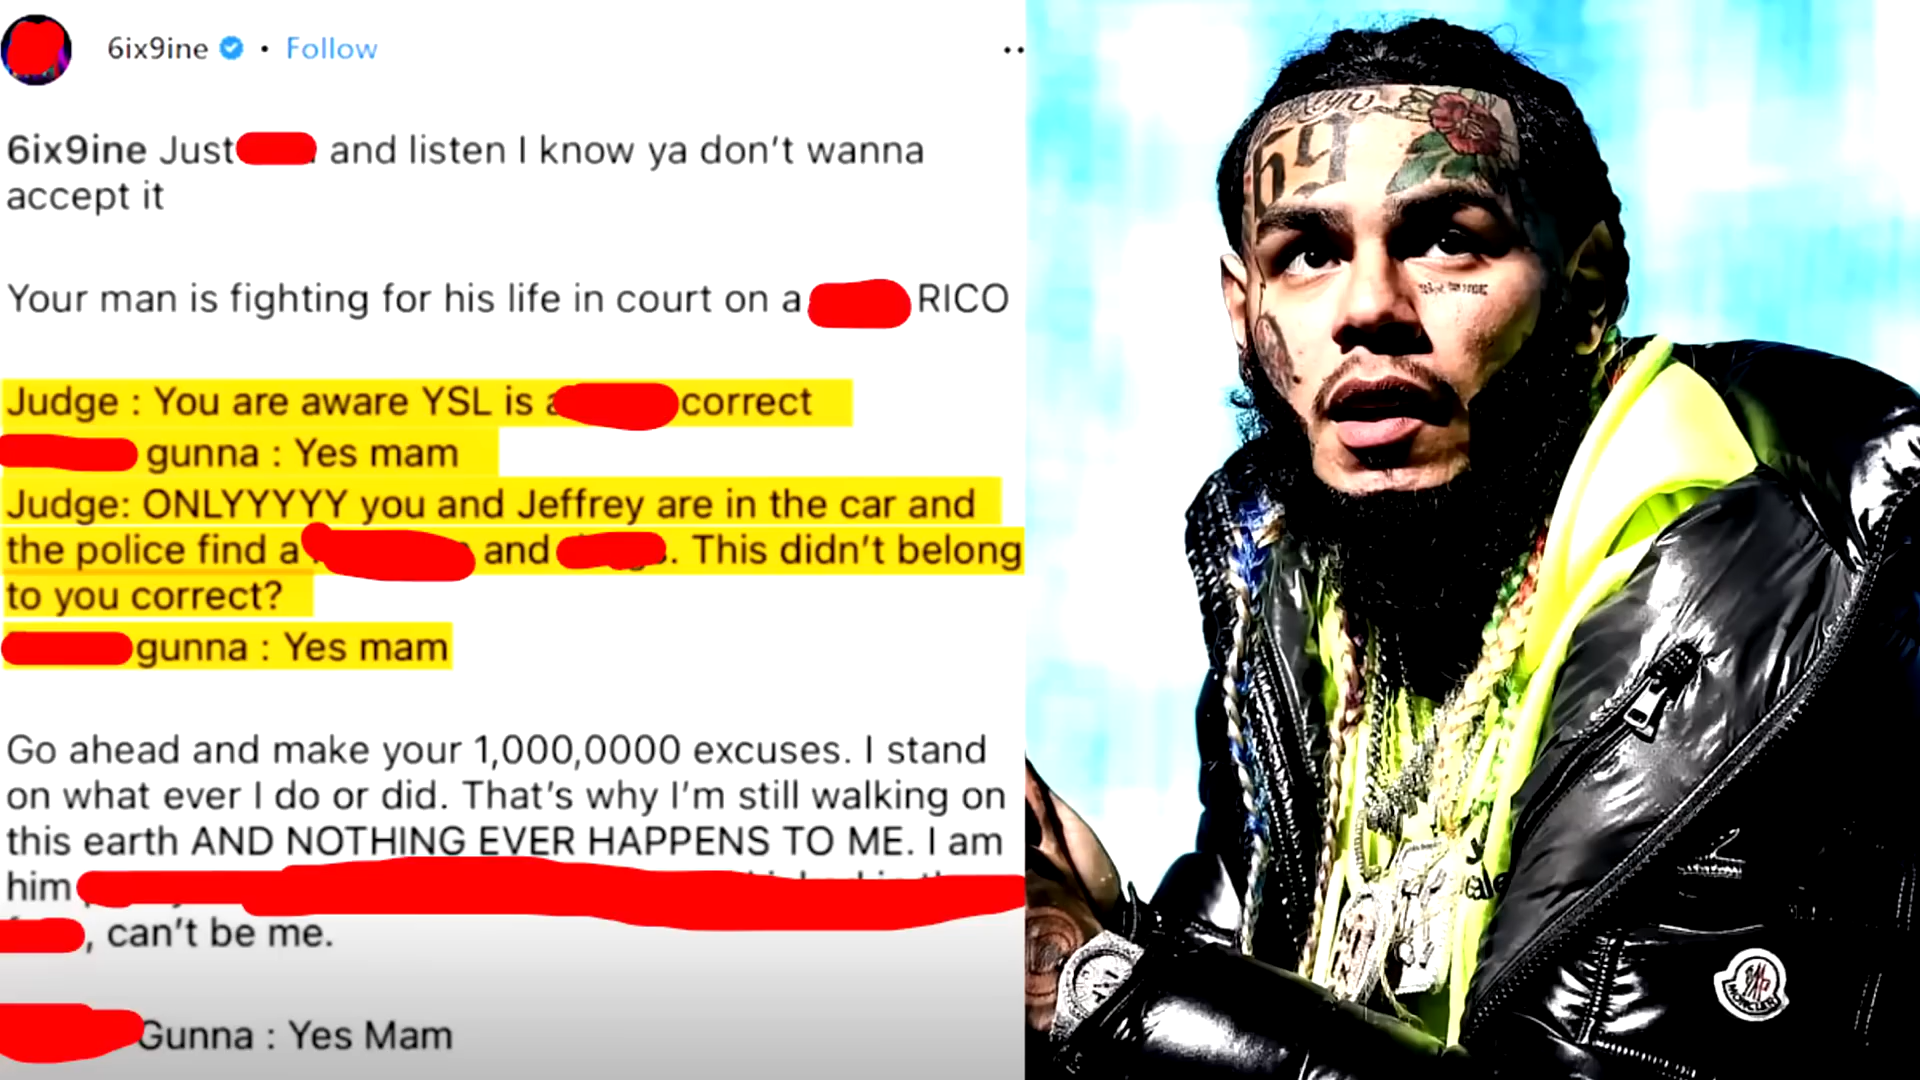 6ix9ine • Follow
6ix9ine Just and listen I know ya don't wanna
accept it
Your man is fighting for his life in court on a RICO
Judge : You are aware YSL is correct
gunna : Yes mam
Judge: ONLYYYYY you and Jeffrey are in the car and
the police find a and . This didn't belong
to you correct?
gunna : Yes mam
Go ahead and make your 1,000,0000 excuses. I stand
on what ever I do or did. That's why I'm still walking on
this earth AND NOTHING EVER HAPPENS TO ME. I am
him
, can't be me.
Gunna : Yes Mam
69
MONCLER